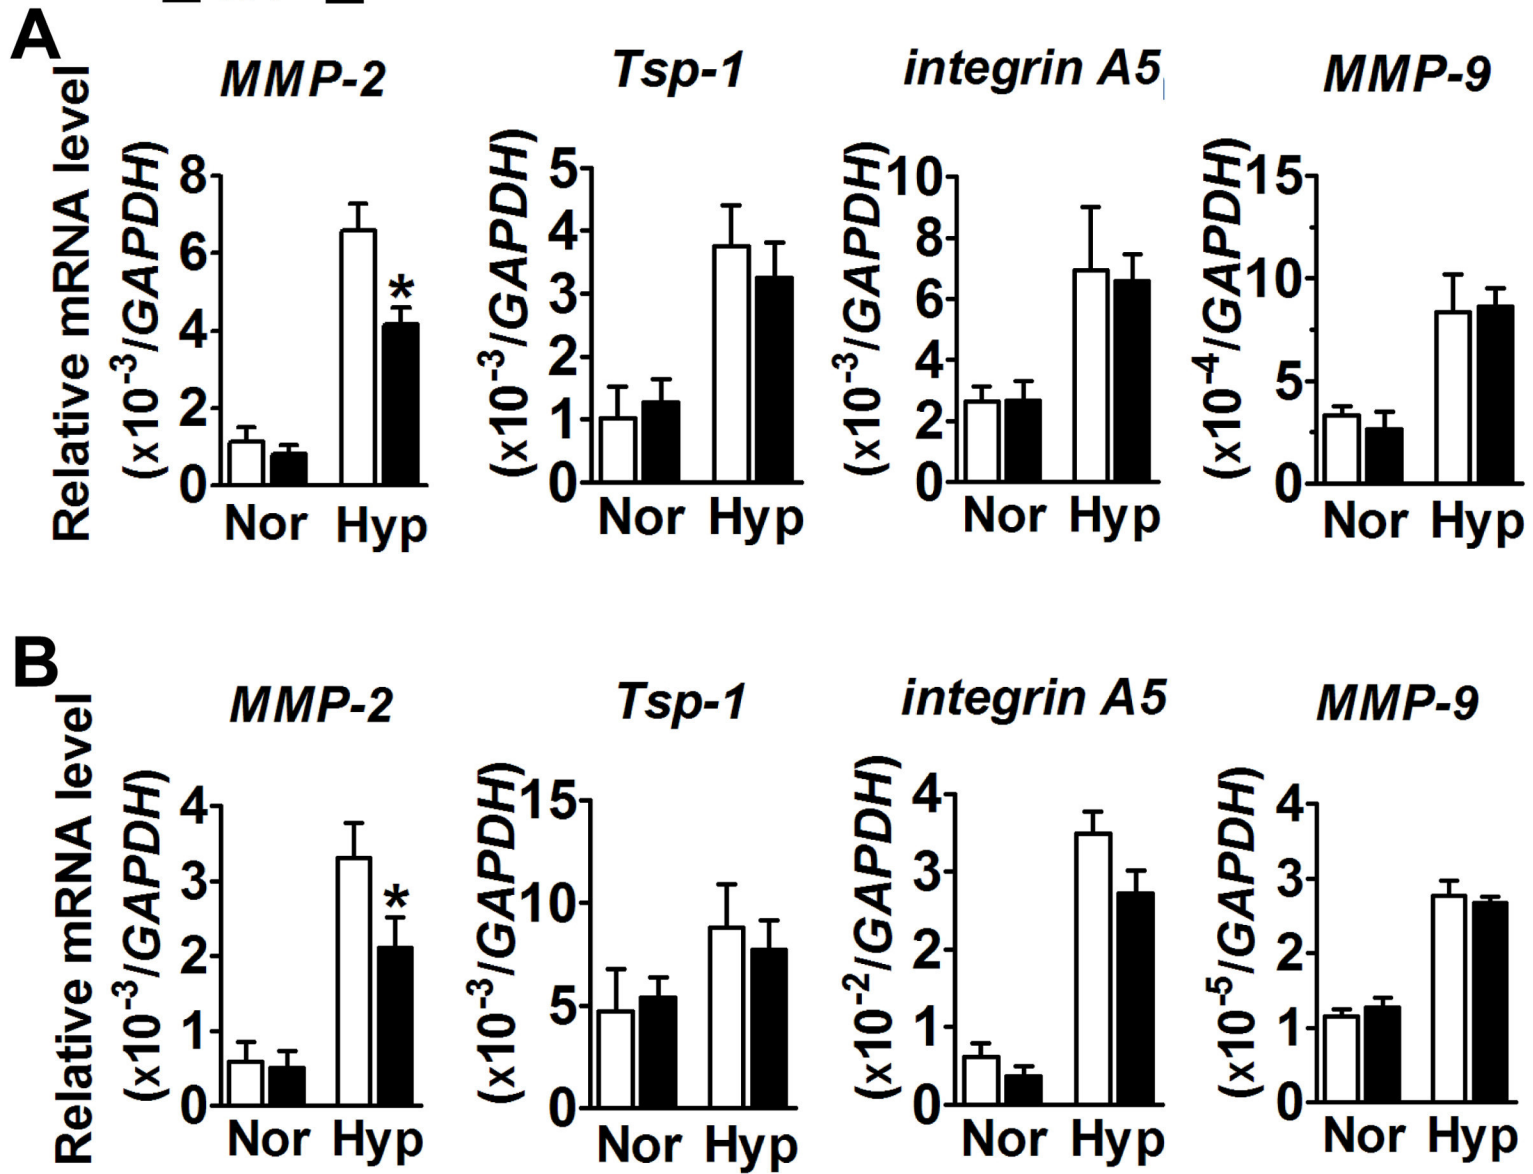 A
MMP-2
Tsp-1
integrin A5
MMP-9
Relative mRNA level
(x10⁻³/GAPDH)
8
6
4
2
0
*
Nor Hyp
(x10⁻³/GAPDH)
5
4
3
2
1
0
Nor Hyp
(x10⁻³/GAPDH)
10
8
6
4
2
0
Nor Hyp
(x10⁻⁴/GAPDH)
15
10
5
0
Nor Hyp
B
MMP-2
Tsp-1
integrin A5
MMP-9
Relative mRNA level
(x10⁻³/GAPDH)
4
3
2
1
0
*
Nor Hyp
(x10⁻³/GAPDH)
15
10
5
0
Nor Hyp
(x10⁻²/GAPDH)
4
3
2
1
0
Nor Hyp
(x10⁻⁵/GAPDH)
4
3
2
1
0
Nor Hyp